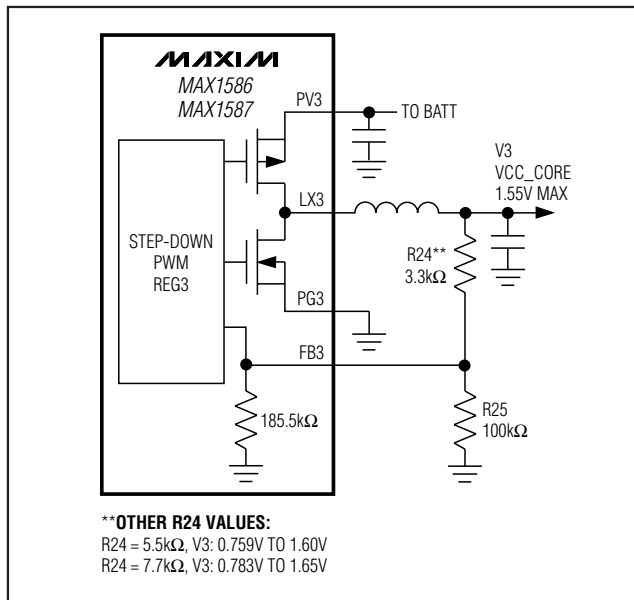 MAXIM
MAX1586
MAX1587
PV3
TO BATT
V3
VCC_CORE
1.55V MAX
LX3
STEP-DOWN
PWM
REG3
R24**
3.3kΩ
PG3
FB3
185.5kΩ
R25
100kΩ
**OTHER R24 VALUES:
R24 = 5.5kΩ, V3: 0.759V TO 1.60V
R24 = 7.7kΩ, V3: 0.783V TO 1.65V